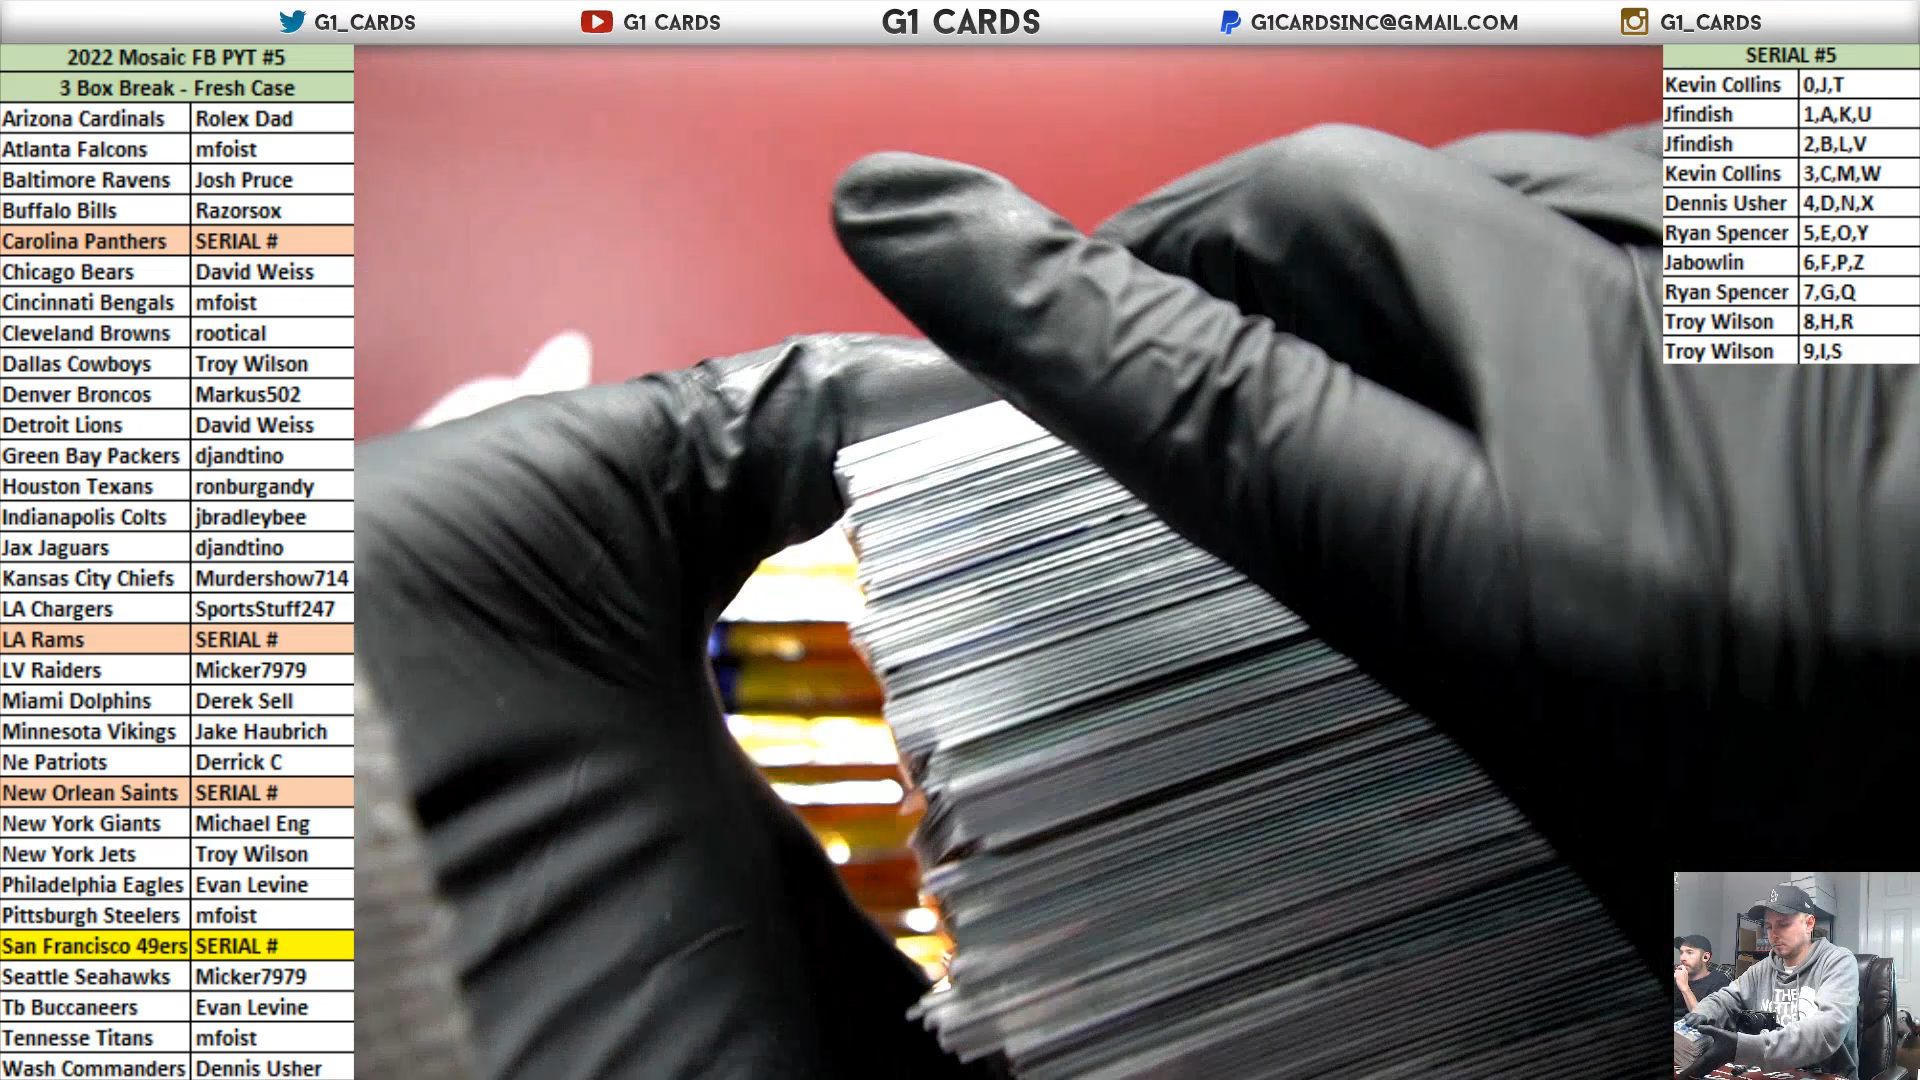 G1_CARDS G1 CARDS G1 CARDS G1CARDSINC@GMAIL.COM G1_CARDS
2022 Mosaic FB PYT #5
3 Box Break - Fresh Case
Arizona Cardinals Rolex Dad
Atlanta Falcons mfoist
Baltimore Ravens Josh Pruce
Buffalo Bills Razorsox
Carolina Panthers SERIAL #
Chicago Bears David Weiss
Cincinnati Bengals mfoist
Cleveland Browns rootical
Dallas Cowboys Troy Wilson
Denver Broncos Markus502
Detroit Lions David Weiss
Green Bay Packers djandtino
Houston Texans ronburgandy
Indianapolis Colts jbradleybee
Jax Jaguars djandtino
Kansas City Chiefs Murdershow714
LA Chargers SportsStuff247
LA Rams SERIAL #
LV Raiders Micker7979
Miami Dolphins Derek Sell
Minnesota Vikings Jake Haubrich
Ne Patriots Derrick C
New Orlean Saints SERIAL #
New York Giants Michael Eng
New York Jets Troy Wilson
Philadelphia Eagles Evan Levine
Pittsburgh Steelers mfoist
San Francisco 49ers SERIAL #
Seattle Seahawks Micker7979
Tb Buccaneers Evan Levine
Tennesse Titans mfoist
Wash Commanders Dennis Usher
SERIAL #5
Kevin Collins 0,J,T
Jfindish 1,A,K,U
Jfindish 2,B,L,V
Kevin Collins 3,C,M,W
Dennis Usher 4,D,N,X
Ryan Spencer 5,E,O,Y
Jabowlin 6,F,P,Z
Ryan Spencer 7,G,Q
Troy Wilson 8,H,R
Troy Wilson 9,I,S
THE
NORTH
FACE